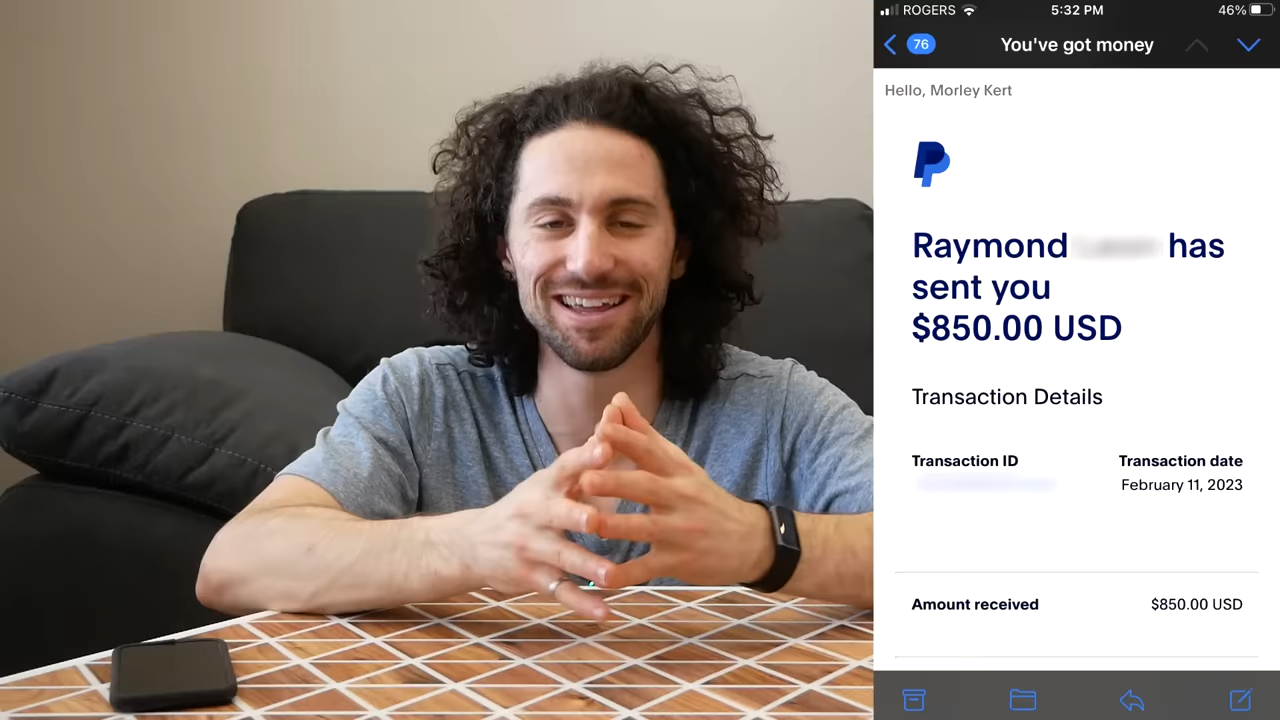 ROGERS 5:32 PM 46%
76 You've got money
Hello, Morley Kert
Raymond has
sent you
$850.00 USD
Transaction Details
Transaction ID Transaction date
February 11, 2023
Amount received $850.00 USD